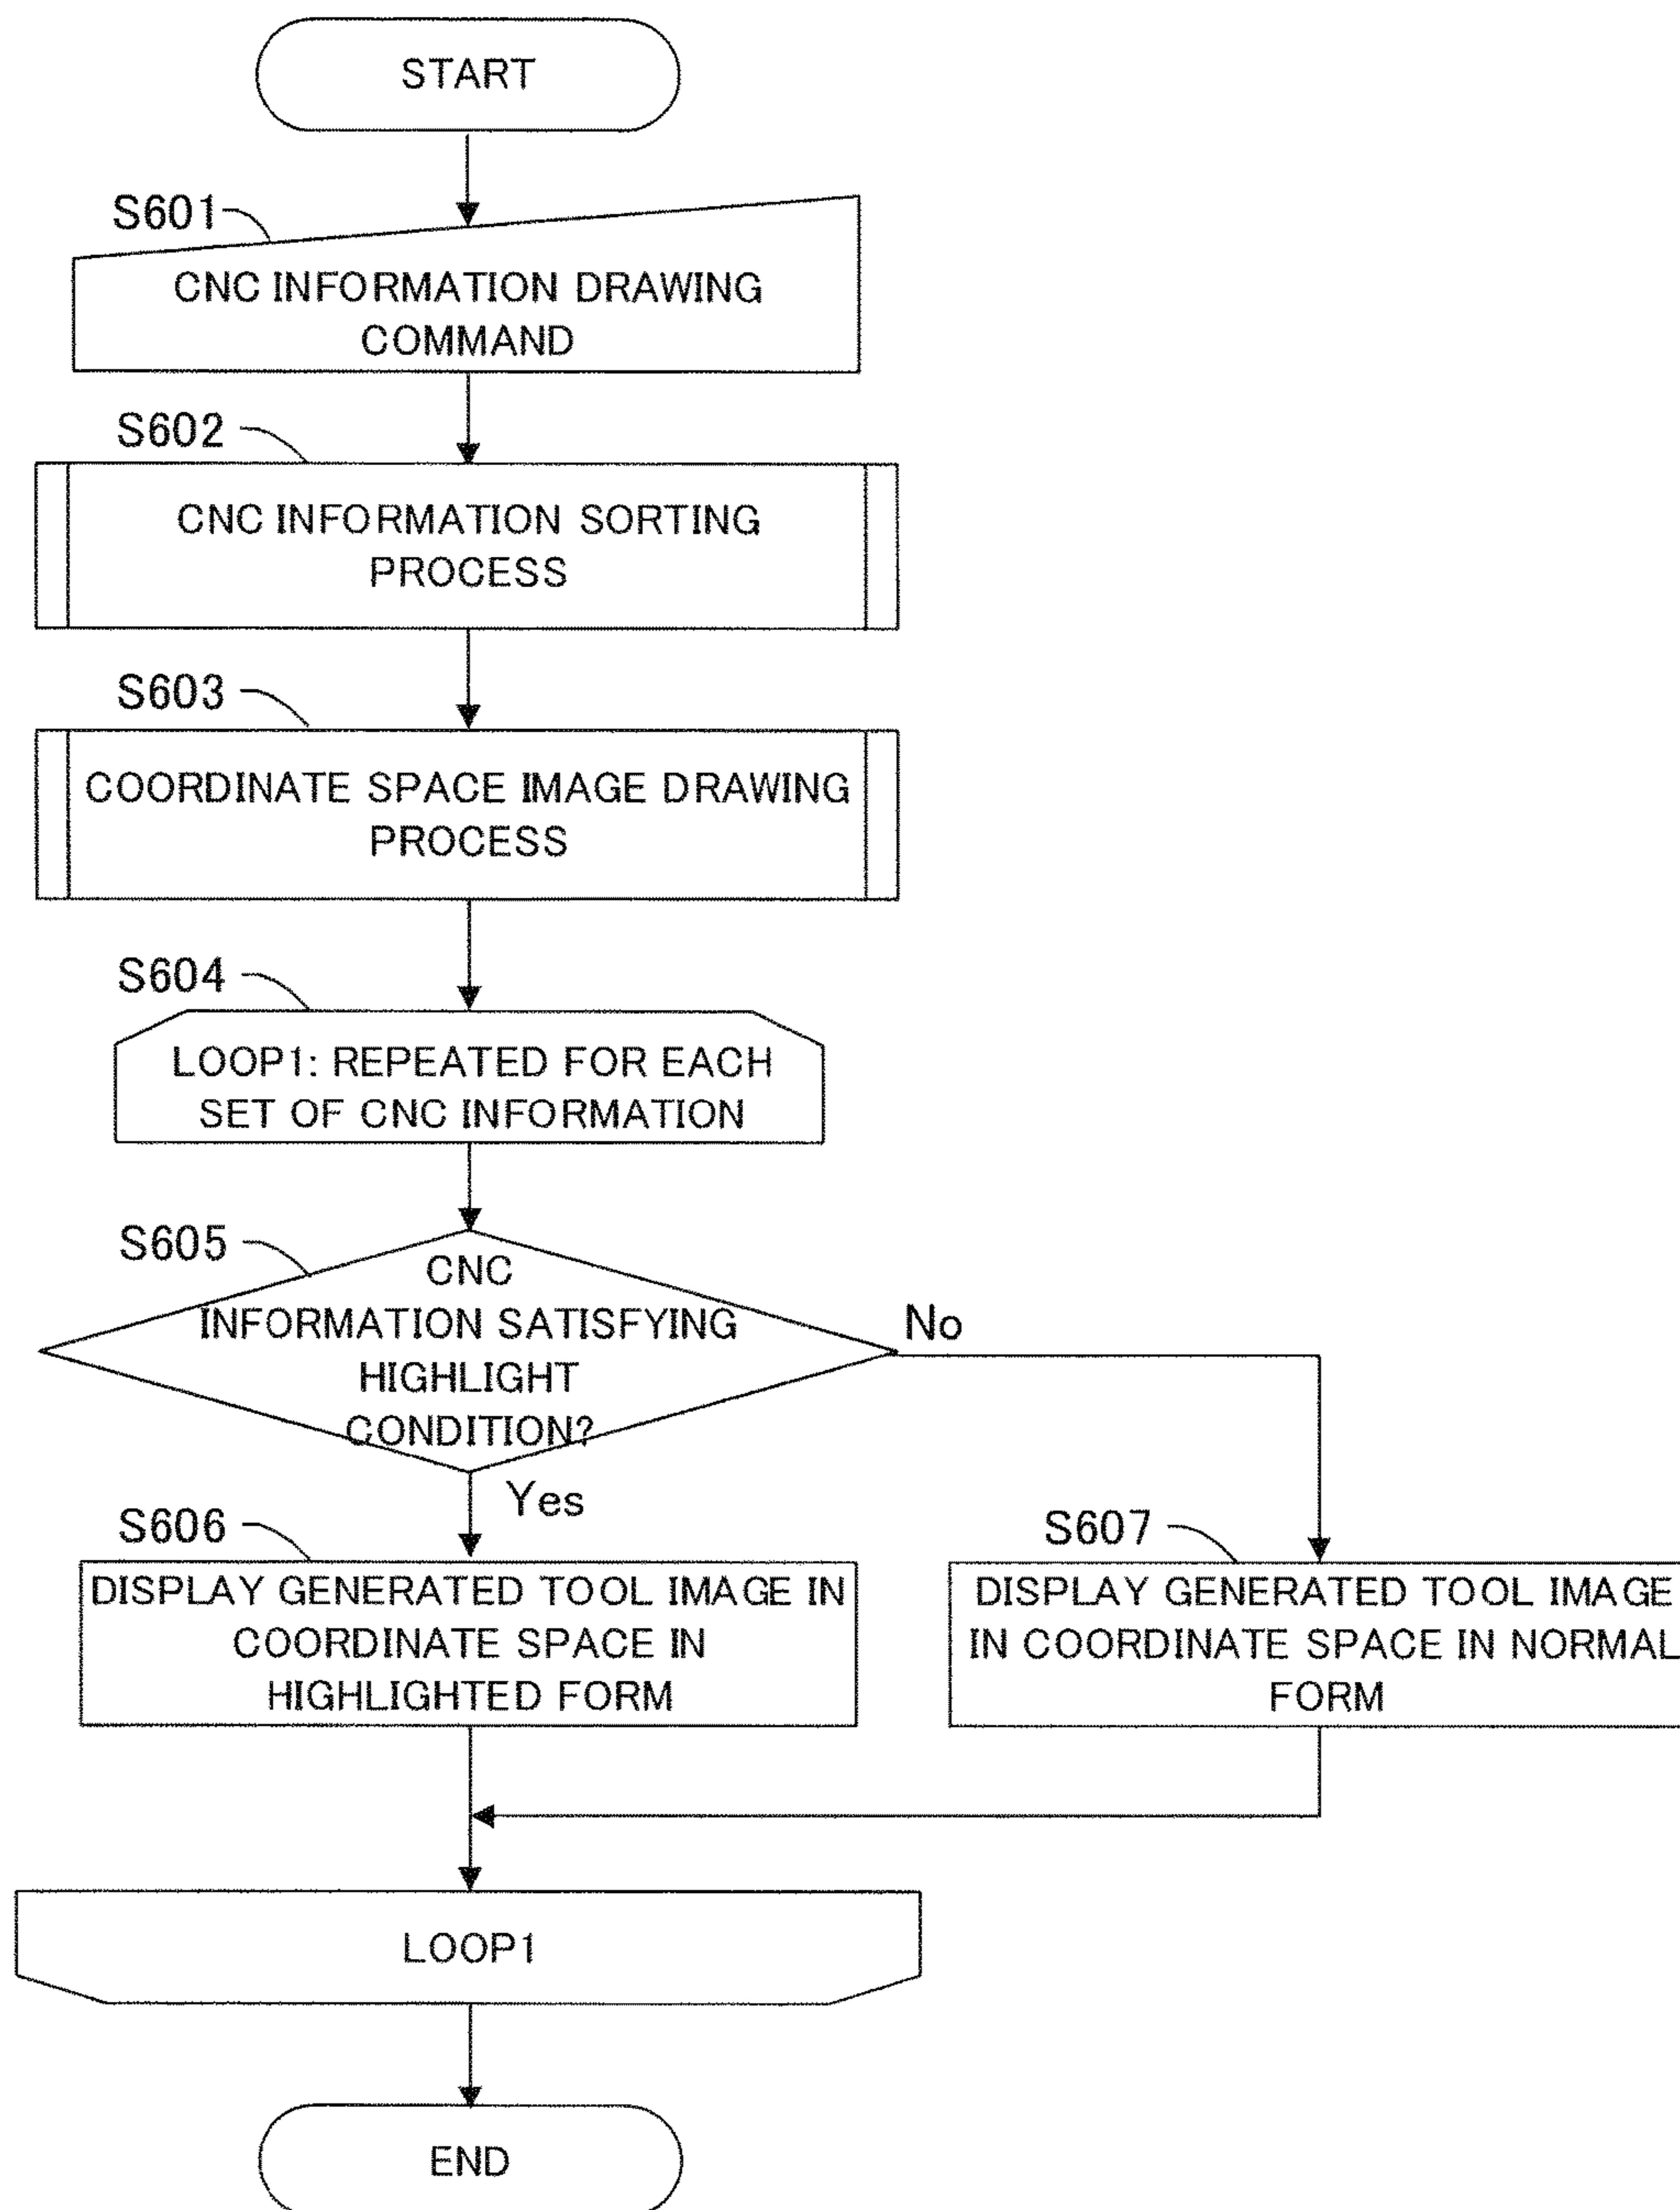 START
S601
CNC INFORMATION DRAWING
COMMAND
S602
CNC INFORMATION SORTING
PROCESS
S603
COORDINATE SPACE IMAGE DRAWING
PROCESS
S604
LOOP1: REPEATED FOR EACH
SET OF CNC INFORMATION
S605
CNC
INFORMATION SATISFYING
HIGHLIGHT
CONDITION?
No
Yes
S606
DISPLAY GENERATED TOOL IMAGE IN
COORDINATE SPACE IN
HIGHLIGHTED FORM
S607
DISPLAY GENERATED TOOL IMAGE
IN COORDINATE SPACE IN NORMAL
FORM
LOOP1
END